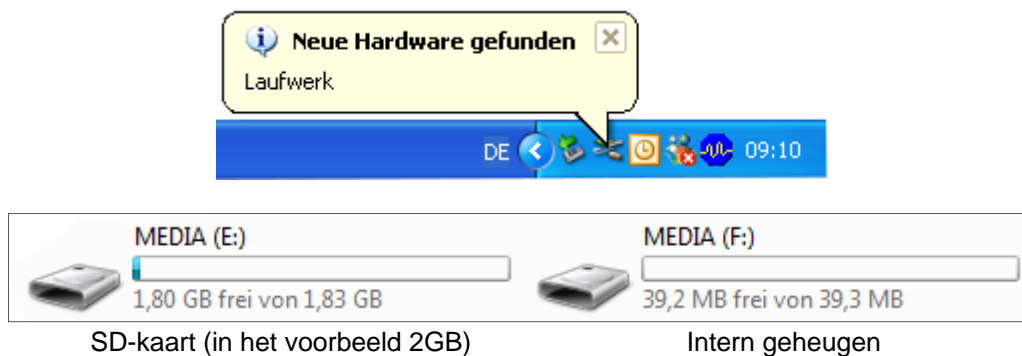 Neue Hardware gefunden
Laufwerk
DE 09:10
MEDIA (E:) MEDIA (F:)
1,80 GB frei von 1,83 GB 39,2 MB frei von 39,3 MB
SD-kaart (in het voorbeeld 2GB) Intern geheugen